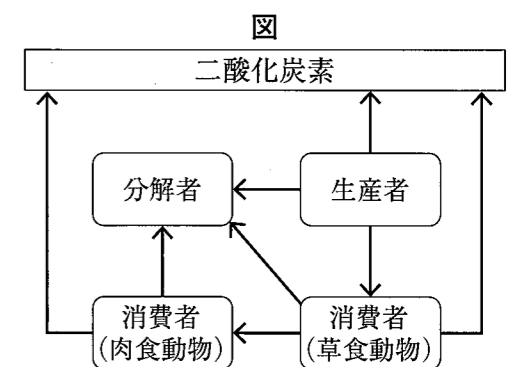 図
二酸化炭素
分解者
生産者
消費者
(肉食動物)
消費者
(草食動物)